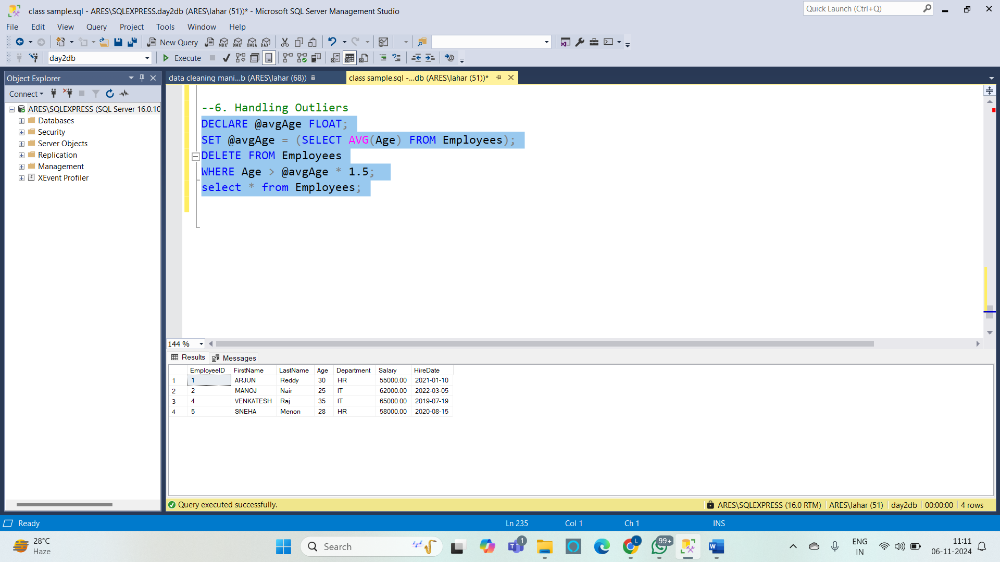 class sample.sql - ARES\SQLEXPRESS.day2db (ARES\lahar (51))* - Microsoft SQL Server Management Studio
Quick Launch (Ctrl+Q)
File Edit View Query Project Tools Window Help
New Query MDX DMX XMLA DAX
day2db Execute
Object Explorer
data cleaning mani...b (ARES\lahar (68))
class sample.sql -...db (ARES\lahar (51))*
Connect
ARES\SQLEXPRESS (SQL Server 16.0.10
Databases
Security
Server Objects
Replication
Management
XEvent Profiler
--6. Handling Outliers
DECLARE @avgAge FLOAT;
SET @avgAge = (SELECT AVG(Age) FROM Employees);
DELETE FROM Employees
WHERE Age > @avgAge * 1.5;
select * from Employees;
144 %
Results Messages
EmployeeID FirstName LastName Age Department Salary HireDate
1 1 ARJUN Reddy 30 HR 55000.00 2021-01-10
2 2 MANOJ Nair 25 IT 62000.00 2022-03-05
3 4 VENKATESH Raj 35 IT 65000.00 2019-07-19
4 5 SNEHA Menon 28 HR 58000.00 2020-08-15
Query executed successfully.
ARES\SQLEXPRESS (16.0 RTM) ARES\lahar (51) day2db 00:00:00 4 rows
Ready Ln 235 Col 1 Ch 1 INS
28°C
Haze
Search
1
L
99+
W
ENG
IN
11:11
06-11-2024